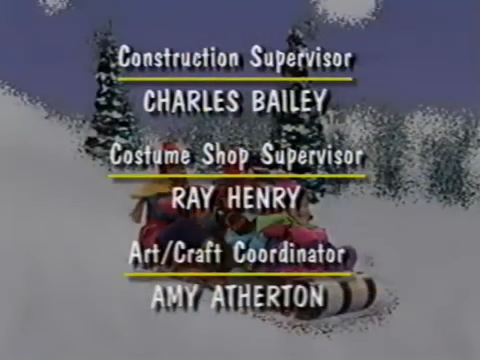 Construction Supervisor
CHARLES BAILEY
Costume Shop Supervisor
RAY HENRY
Art/Craft Coordinator
AMY ATHERTON